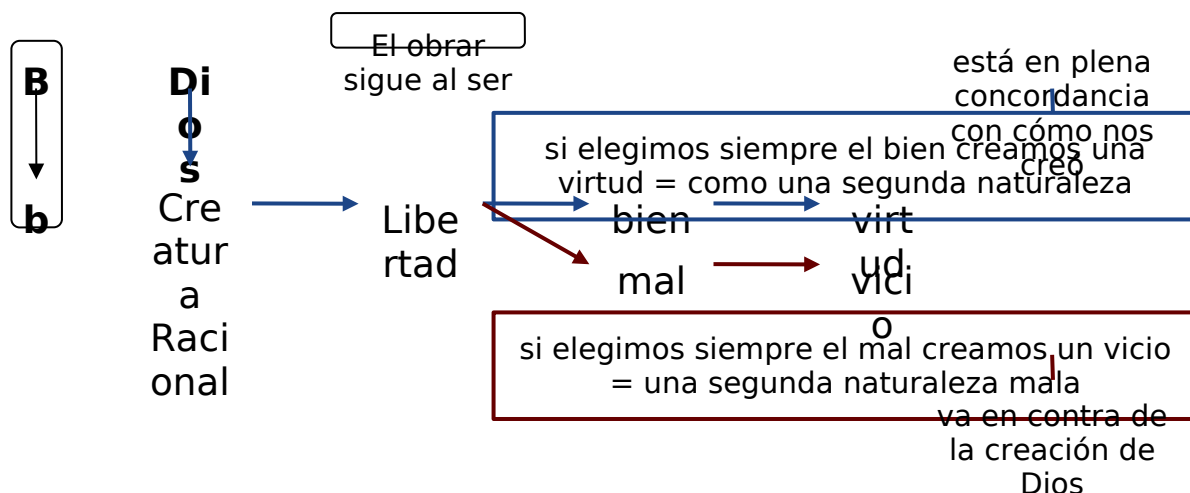 El obrar
sigue al ser
B
b
Di
o
s
Cre
atur
a
Raci
onal
Libe
rtad
bien
mal
virt
ud
vici
o
está en plena
concordancia
con cómo nos
creó
si elegimos siempre el bien creamos una
virtud = como una segunda naturaleza
si elegimos siempre el mal creamos un vicio
= una segunda naturaleza mala
va en contra de
la creación de
Dios